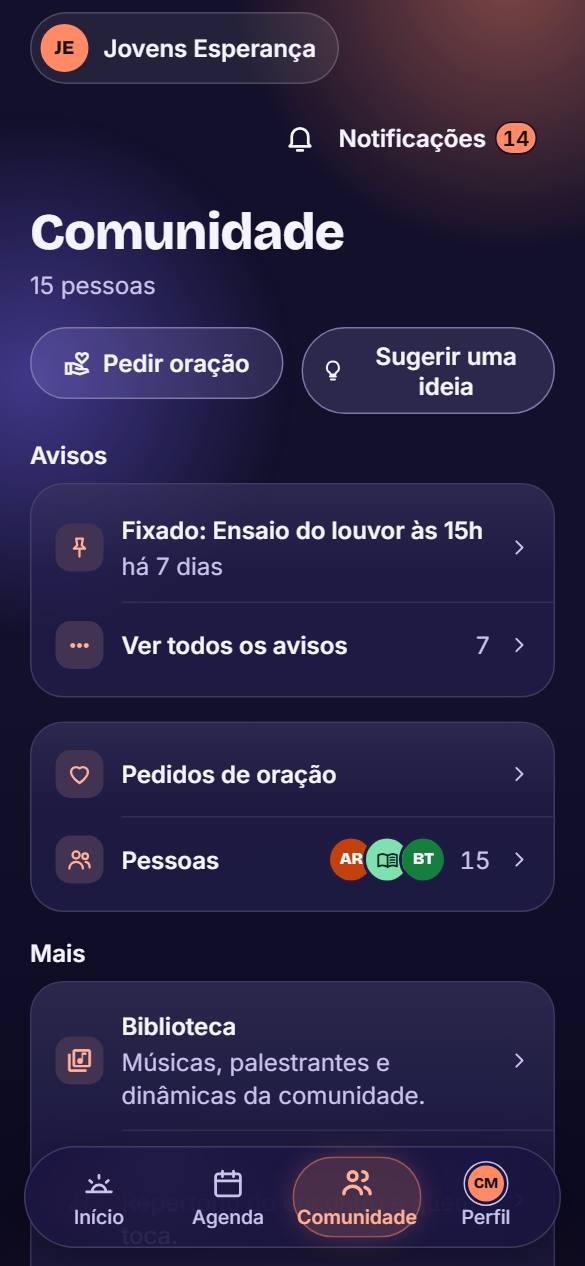 JE Jovens Esperança
Notificações 14
Comunidade
15 pessoas
Pedir oração
Sugerir uma
ideia
Avisos
Fixado: Ensaio do louvor às 15h
há 7 dias
Ver todos os avisos 7
Pedidos de oração
Pessoas AR BT 15
Mais
Biblioteca
Músicas, palestrantes e
dinâmicas da comunidade.
toca.
CM
Início Agenda Comunidade Perfil